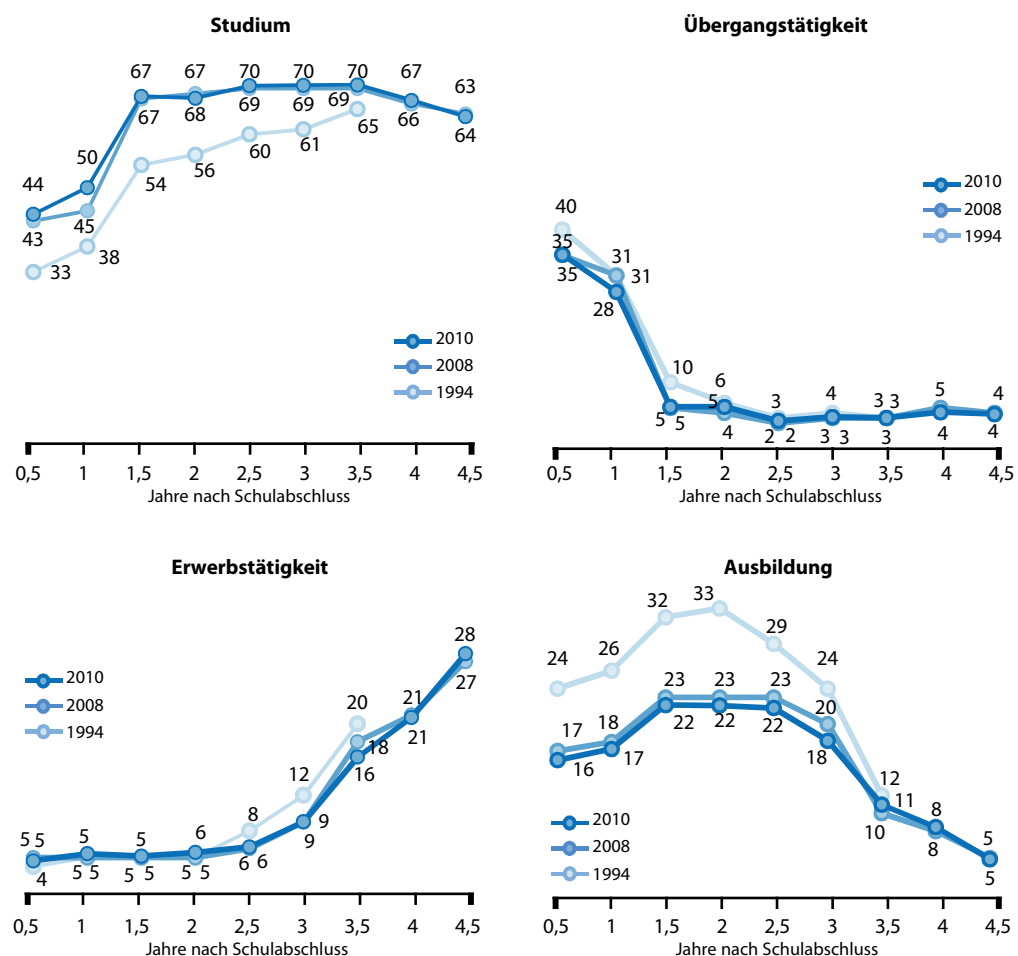 Studium
67 67 70 70 70 67 63
67 68 69 69 69 66 64
50
44
54 56 60 61 65
43 45
33 38
2010
2008
1994
0,5 1 1,5 2 2,5 3 3,5 4 4,5
Jahre nach Schulabschluss
Übergangstätigkeit
2010
2008
1994
40
35 31
35 31
28
10 6 3 4 3 3 5 4
5 5 5 4 2 2 3 3 3 4 4
0,5 1 1,5 2 2,5 3 3,5 4 4,5
Jahre nach Schulabschluss
Erwerbstätigkeit
2010
2008
1994
28
27
20 21
18 21
16
12
8 9
5 5 5 5 6 9
4 5 5 5 5 5 5 6 6
0,5 1 1,5 2 2,5 3 3,5 4 4,5
Jahre nach Schulabschluss
Ausbildung
32 33
29
24 26 24
23 23 23
17 18 20
22 22 22
16 17 18
12
11 8
10 8 5
5
2010
2008
1994
0,5 1 1,5 2 2,5 3 3,5 4 4,5
Jahre nach Schulabschluss